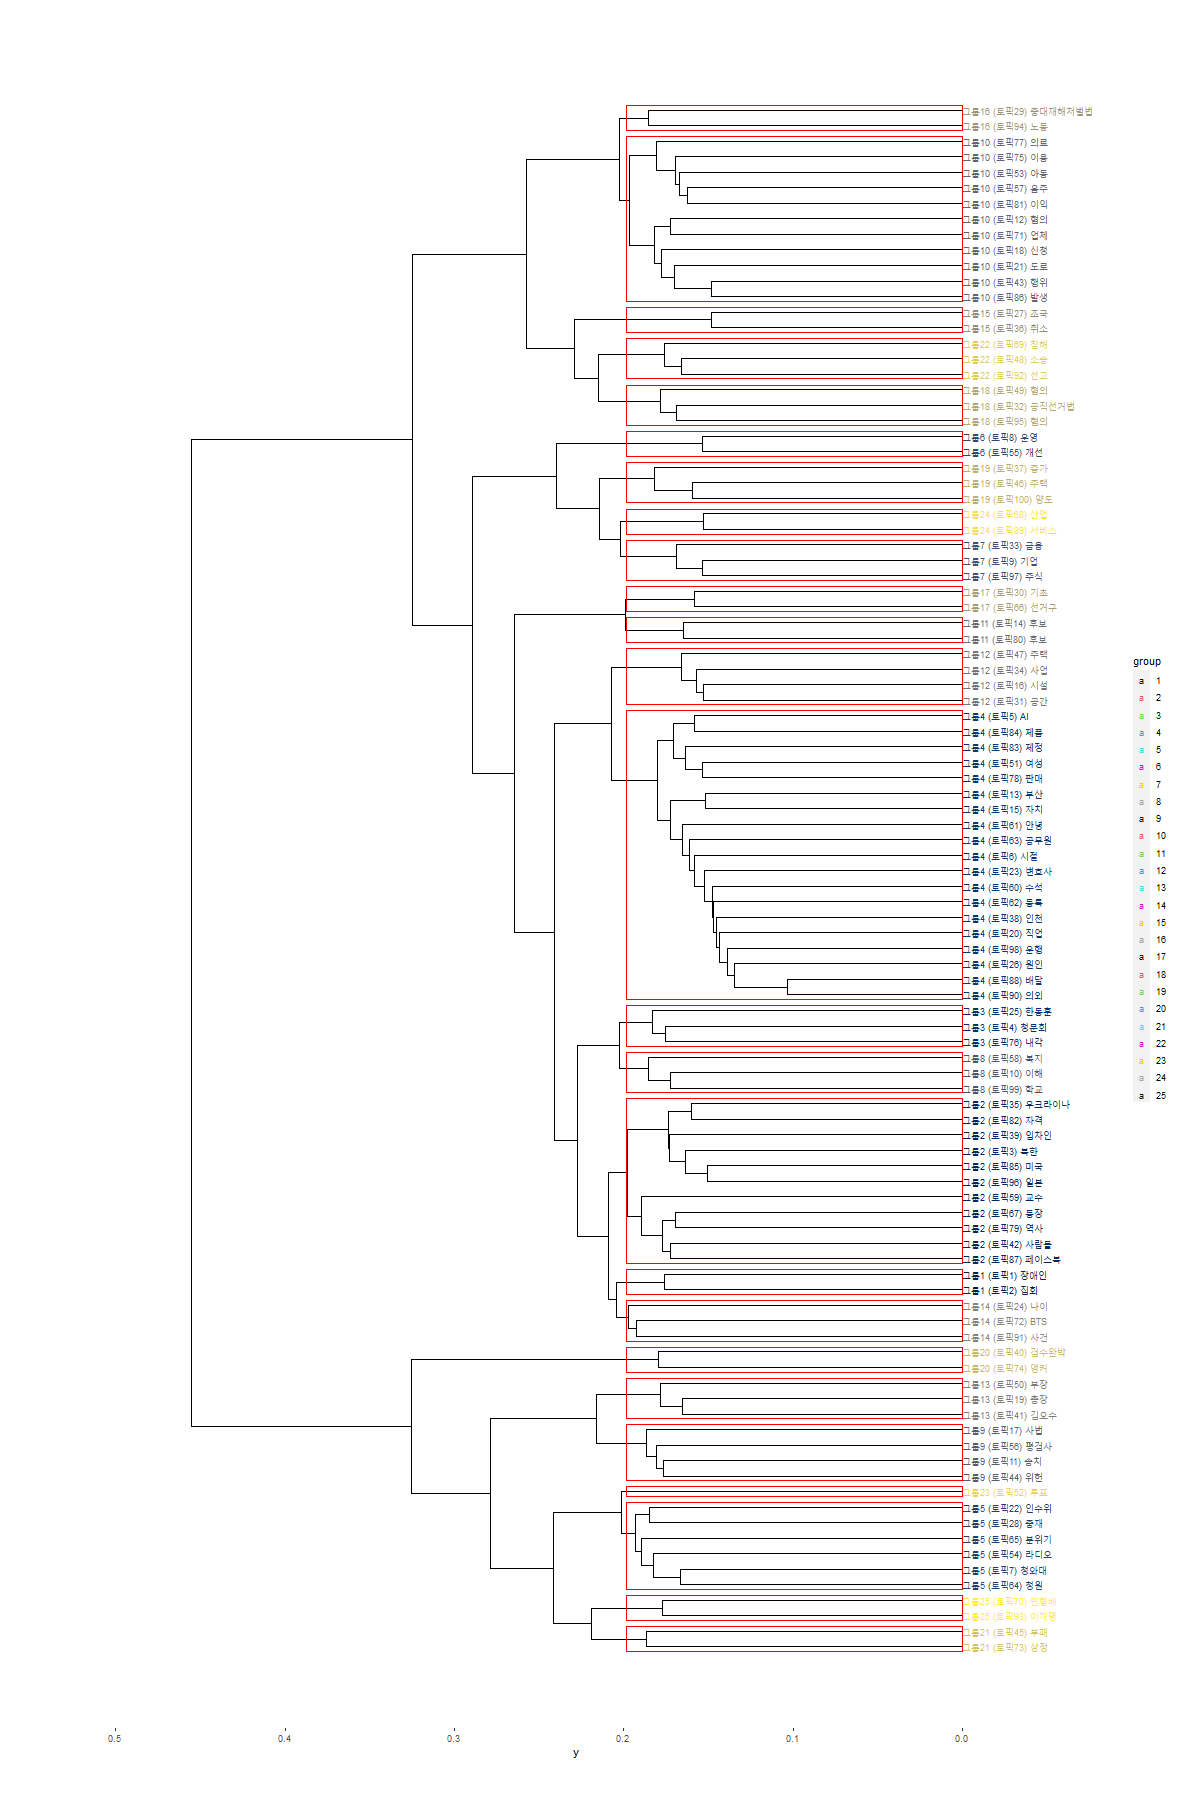 그룹16 (토픽29) 중대재해처벌법
그룹16 (토픽94) 노동
그룹10 (토픽77) 의료
그룹10 (토픽75) 이용
그룹10 (토픽53) 아동
그룹10 (토픽57) 음주
그룹10 (토픽81) 이익
그룹10 (토픽12) 혐의
그룹10 (토픽71) 업체
그룹10 (토픽18) 신청
그룹10 (토픽21) 도로
그룹10 (토픽43) 행위
그룹10 (토픽86) 발생
그룹15 (토픽27) 조국
그룹15 (토픽36) 취소
그룹22 (토픽69) 침해
그룹22 (토픽48) 소송
그룹22 (토픽92) 선고
그룹18 (토픽49) 혐의
그룹18 (토픽32) 공직선거법
그룹18 (토픽95) 혐의
그룹6 (토픽8) 운영
그룹6 (토픽55) 개선
그룹19 (토픽37) 증가
그룹19 (토픽46) 주택
그룹19 (토픽100) 양도
그룹24 (토픽68) 산업
그룹24 (토픽89) 서비스
그룹7 (토픽33) 금융
그룹7 (토픽9) 기업
그룹7 (토픽97) 주식
그룹17 (토픽30) 기초
그룹17 (토픽66) 선거구
그룹11 (토픽14) 후보
그룹11 (토픽80) 후보
그룹12 (토픽47) 주택
그룹12 (토픽34) 사업
그룹12 (토픽16) 시설
그룹12 (토픽31) 공간
그룹4 (토픽5) AI
그룹4 (토픽84) 제품
그룹4 (토픽83) 제정
그룹4 (토픽51) 여성
그룹4 (토픽78) 판매
그룹4 (토픽13) 부산
그룹4 (토픽15) 자치
그룹4 (토픽61) 안녕
그룹4 (토픽63) 공무원
그룹4 (토픽6) 시절
그룹4 (토픽23) 변호사
그룹4 (토픽60) 수석
그룹4 (토픽62) 등록
그룹4 (토픽38) 인천
그룹4 (토픽20) 직업
그룹4 (토픽98) 운행
그룹4 (토픽26) 원인
그룹4 (토픽88) 배달
그룹4 (토픽90) 의외
그룹3 (토픽25) 한동훈
그룹3 (토픽4) 청문회
그룹3 (토픽76) 내각
그룹8 (토픽58) 복지
그룹8 (토픽10) 이해
그룹8 (토픽99) 학교
그룹2 (토픽35) 우크라이나
그룹2 (토픽82) 자격
그룹2 (토픽39) 임차인
그룹2 (토픽3) 북한
그룹2 (토픽85) 미국
그룹2 (토픽96) 일본
그룹2 (토픽59) 교수
그룹2 (토픽67) 등장
그룹2 (토픽79) 역사
그룹2 (토픽42) 사람들
그룹2 (토픽87) 페이스북
그룹1 (토픽1) 장애인
그룹1 (토픽2) 집회
그룹14 (토픽24) 나이
그룹14 (토픽72) BTS
그룹14 (토픽91) 사건
그룹20 (토픽40) 검수완박
그룹20 (토픽74) 앵커
그룹13 (토픽50) 부장
그룹13 (토픽19) 총장
그룹13 (토픽41) 김오수
그룹9 (토픽17) 사법
그룹9 (토픽56) 평검사
그룹9 (토픽11) 송치
그룹9 (토픽44) 위헌
그룹23 (토픽52) 루프
그룹5 (토픽22) 인수위
그룹5 (토픽28) 중재
그룹5 (토픽65) 분위기
그룹5 (토픽54) 라디오
그룹5 (토픽7) 청와대
그룹5 (토픽64) 청원
그룹25 (토픽70) 안형배
그룹25 (토픽93) 이재명
그룹21 (토픽45) 부패
그룹21 (토픽73) 상정
group
a 1
a 2
a 3
a 4
a 5
a 6
a 7
a 8
a 9
a 10
a 11
a 12
a 13
a 14
a 15
a 16
a 17
a 18
a 19
a 20
a 21
a 22
a 23
a 24
a 25
0.5 0.4 0.3 0.2 0.1 0.0
y